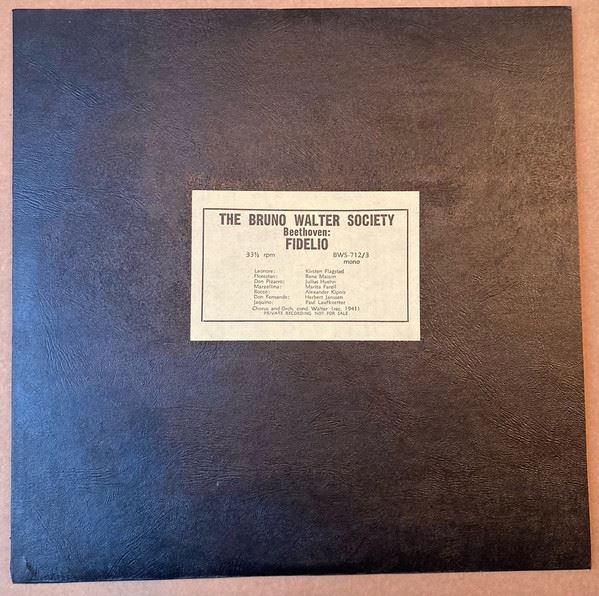 THE BRUNO WALTER SOCIETY
Beethoven:
FIDELIO
33⅓ rpm BWS-712/3
mono
Leonore: Kirsten Flagstad
Florestan: Rene Maison
Don Pizarro: Julius Huehn
Marzellina: Marita Farell
Rocco: Alexander Kipnis
Don Fernando: Herbert Janssen
Jaquino: Paul Laufkoetter
Chorus and Orch. cond. Walter (rec. 1941)
PRIVATE RECORDING NOT FOR SALE